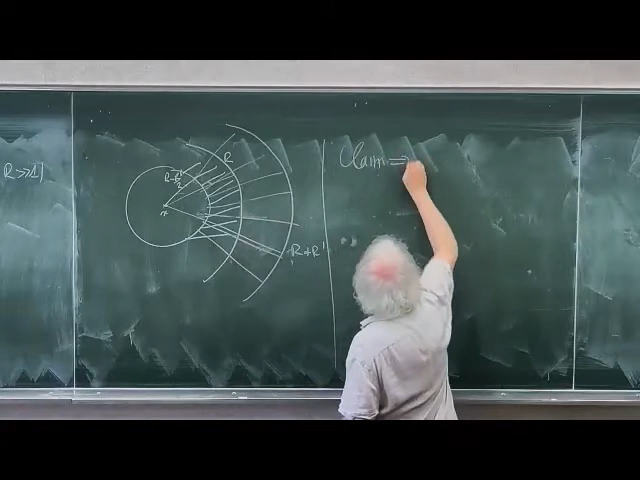 R>>1)
R
x
R+R'
Claim ⇒